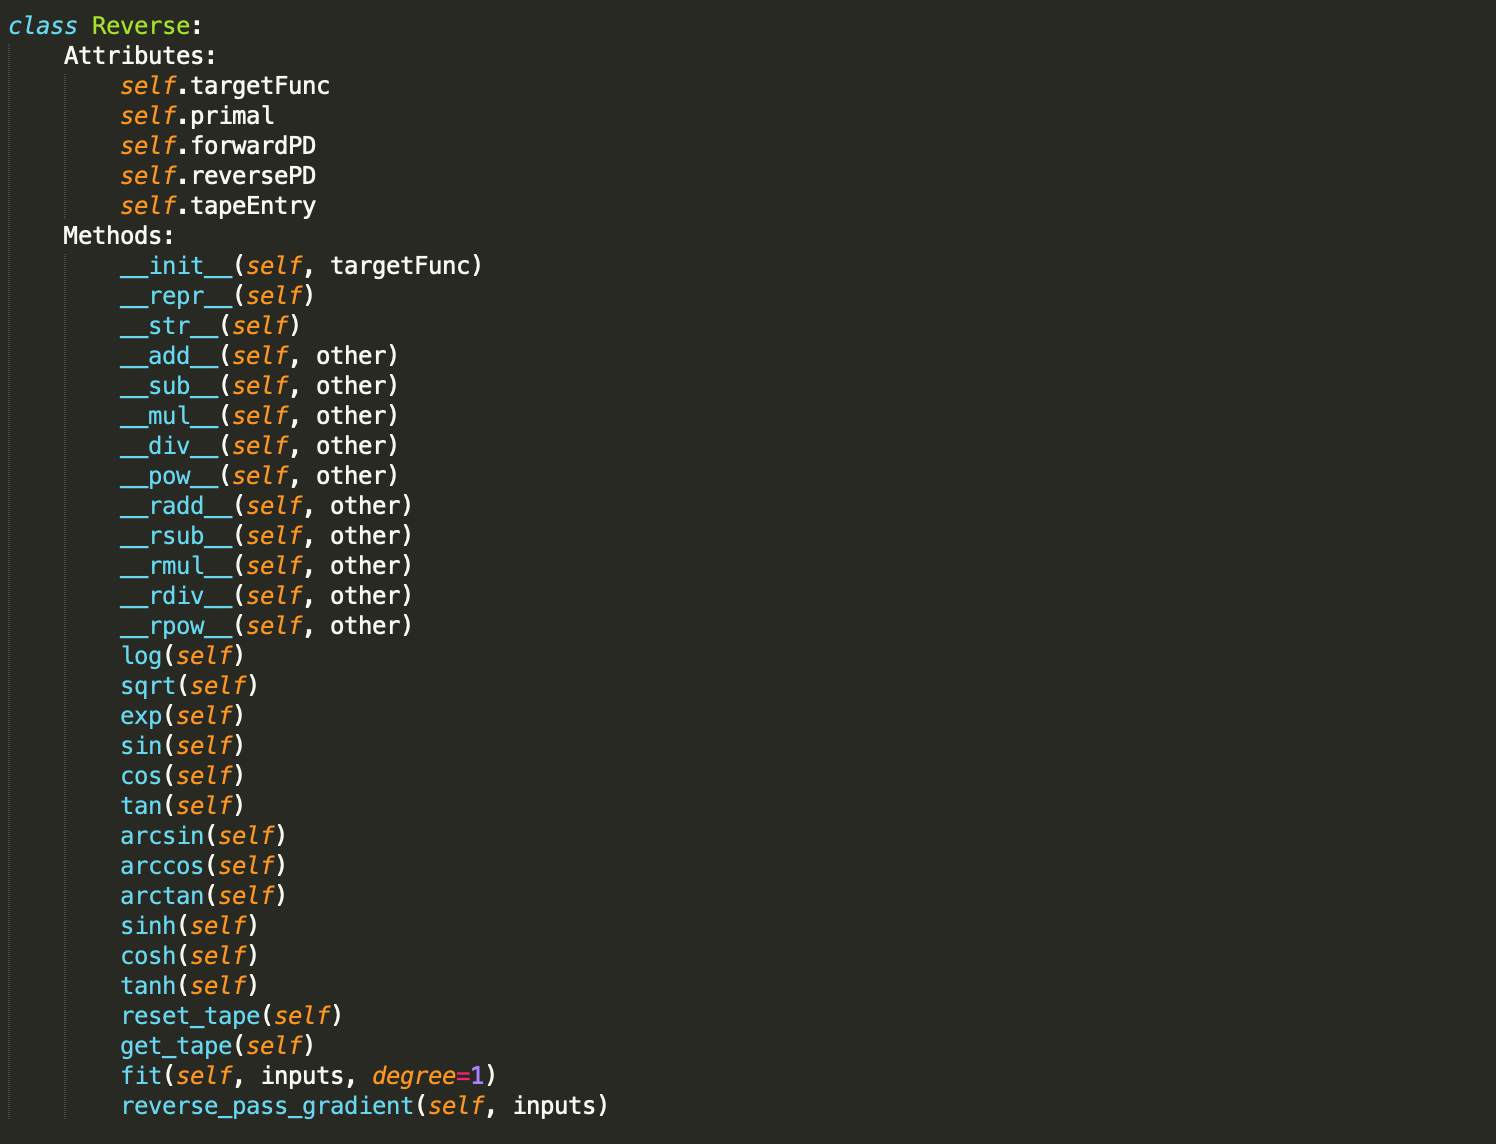 class Reverse:
Attributes:
self.targetFunc
self.primal
self.forwardPD
self.reversePD
self.tapeEntry
Methods:
__init__(self, targetFunc)
__repr__(self)
__str__(self)
__add__(self, other)
__sub__(self, other)
__mul__(self, other)
__div__(self, other)
__pow__(self, other)
__radd__(self, other)
__rsub__(self, other)
__rmul__(self, other)
__rdiv__(self, other)
__rpow__(self, other)
log(self)
sqrt(self)
exp(self)
sin(self)
cos(self)
tan(self)
arcsin(self)
arccos(self)
arctan(self)
sinh(self)
cosh(self)
tanh(self)
reset_tape(self)
get_tape(self)
fit(self, inputs, degree=1)
reverse_pass_gradient(self, inputs)